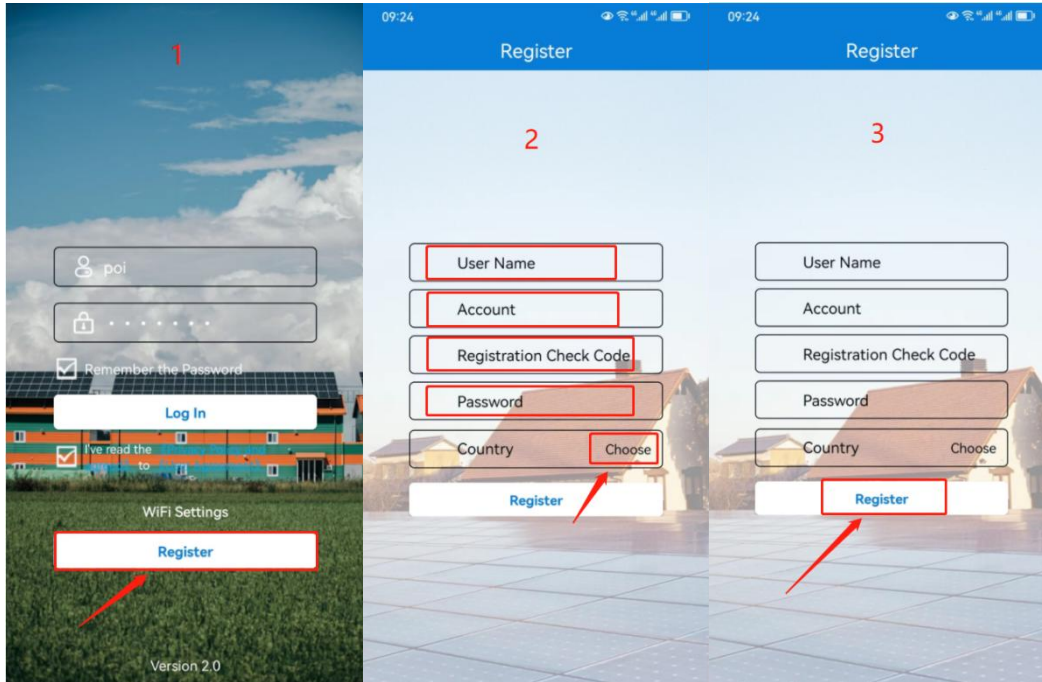 1
poi
Remember the Password
Log In
I've read the
to
WiFi Settings
Register
Version 2.0
09:24
Register
2
User Name
Account
Registration Check Code
Password
Country
Choose
Register
09:24
Register
3
User Name
Account
Registration Check Code
Password
Country
Choose
Register